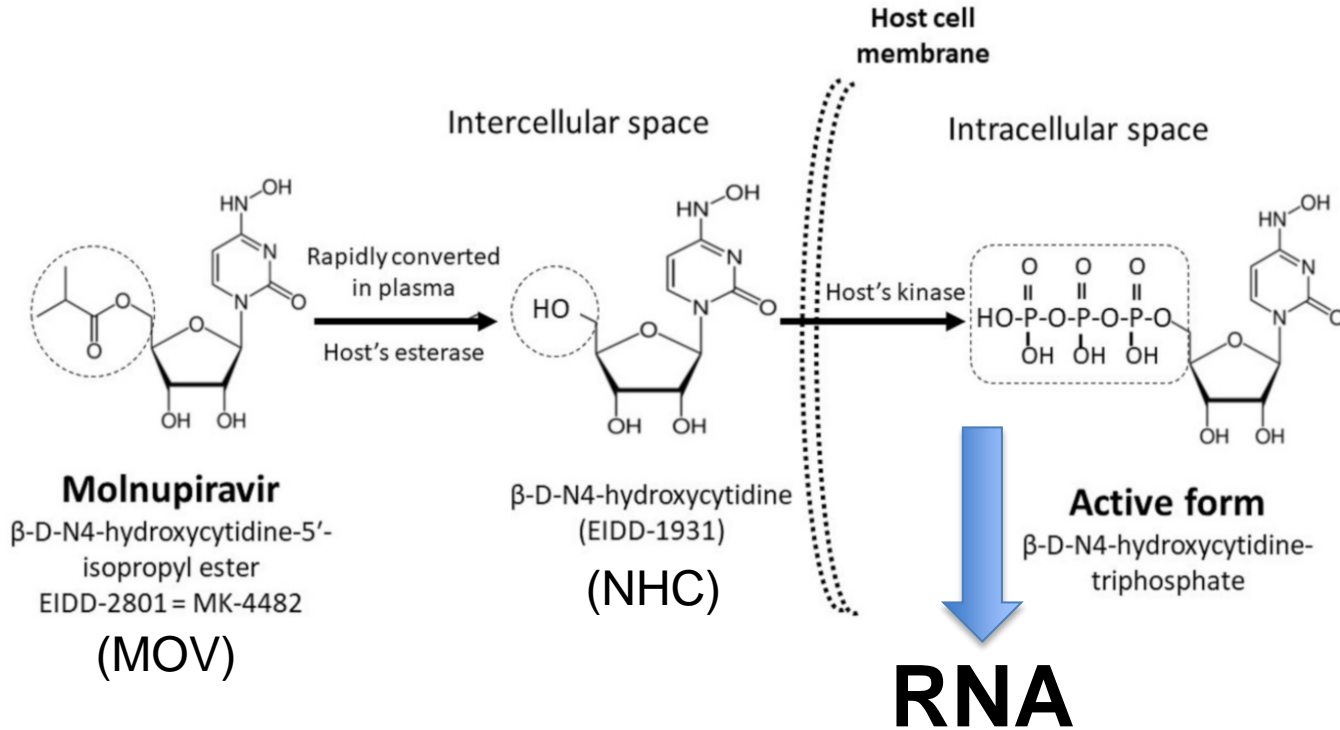 Host cell
membrane
Intercellular space
Intracellular space
Rapidly converted
in plasma
Host's esterase
Host's kinase
HN
OH
N
N
O
O
O
O
OH
OH
HN
OH
N
N
O
HO
O
OH
OH
HN
OH
N
N
O
O
O
O
HO-P-O-P-O-P-O
OH
OH
OH
O
OH
OH
Molnupiravir
β-D-N4-hydroxycytidine-5′-
isopropyl ester
EIDD-2801 = MK-4482
(MOV)
β-D-N4-hydroxycytidine
(EIDD-1931)
(NHC)
Active form
β-D-N4-hydroxycytidine-
triphosphate
RNA